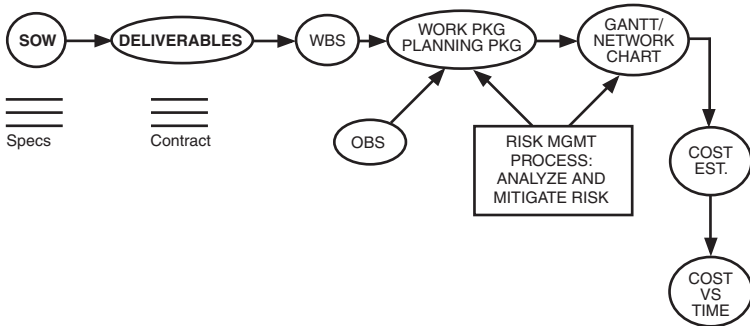 SOW
DELIVERABLES
WBS
WORK PKG
PLANNING PKG
GANTT/
NETWORK
CHART
Specs
Contract
OBS
RISK MGMT
PROCESS:
ANALYZE AND
MITIGATE RISK
COST
EST.
COST
VS
TIME